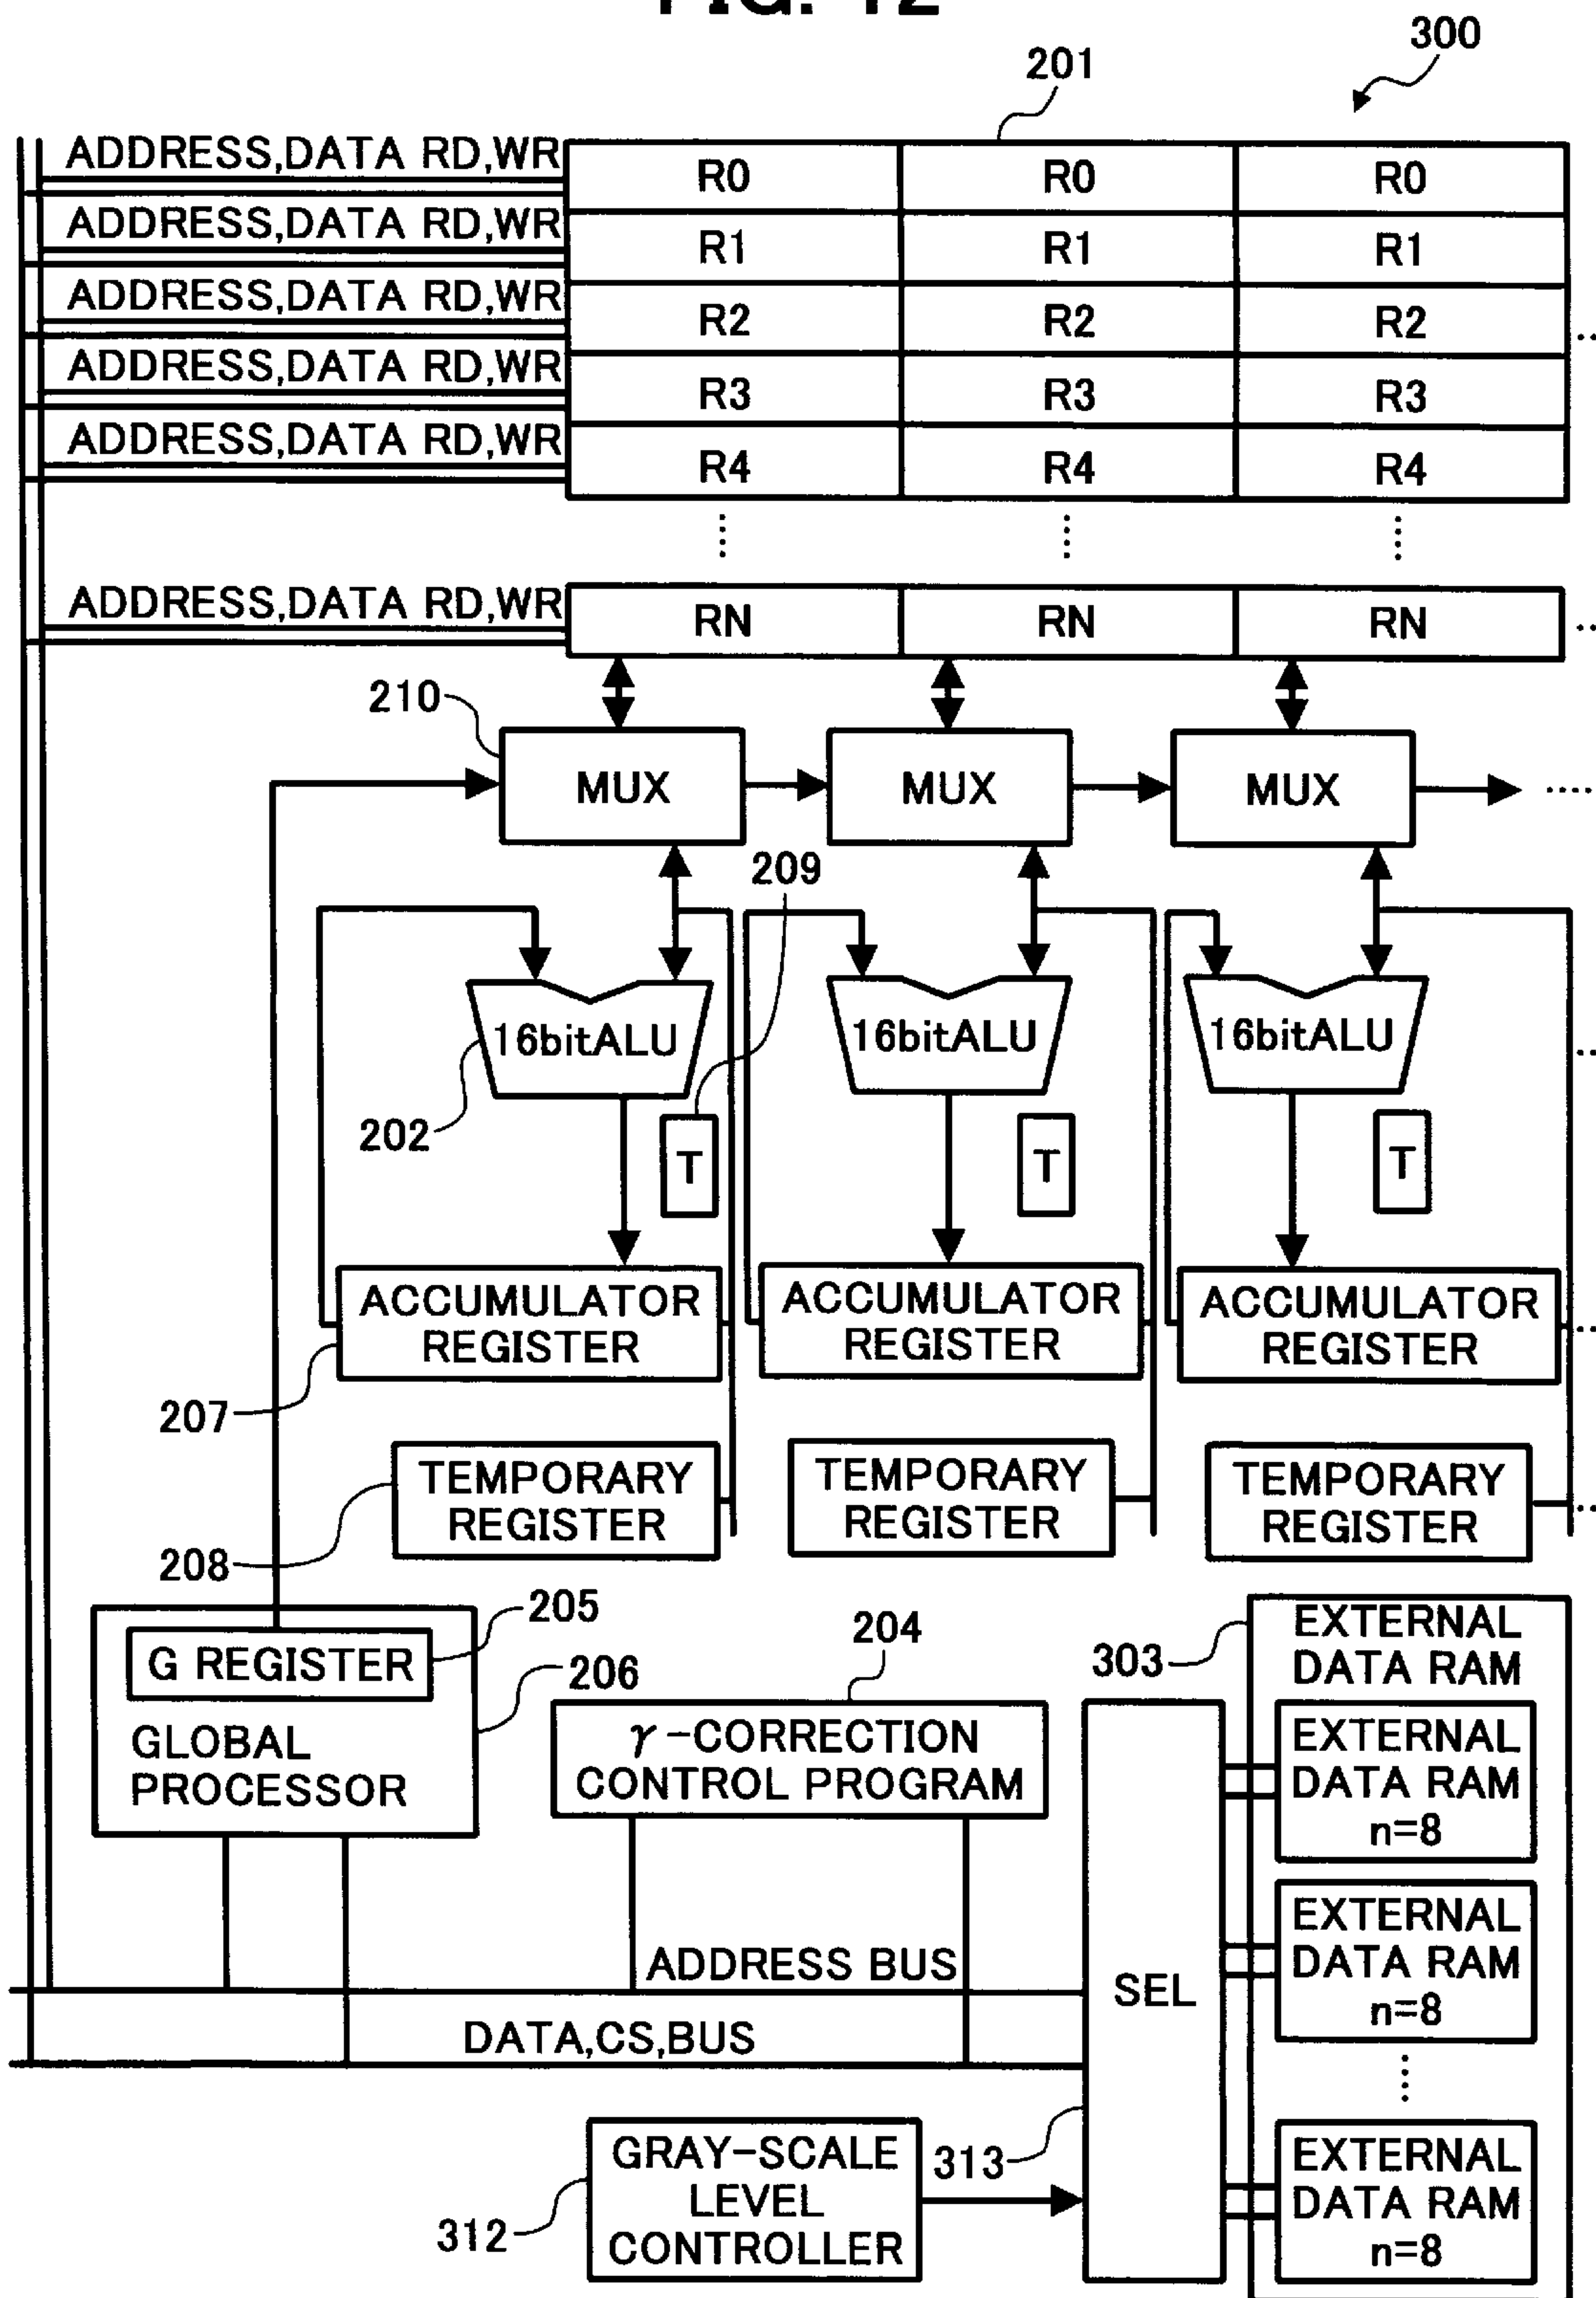 FIG. 12
300
201
ADDRESS,DATA RD,WR R0 R0 R0
ADDRESS,DATA RD,WR R1 R1 R1
ADDRESS,DATA RD,WR R2 R2 R2
ADDRESS,DATA RD,WR R3 R3 R3
ADDRESS,DATA RD,WR R4 R4 R4
ADDRESS,DATA RD,WR RN RN RN
210
MUX MUX MUX
209
16bitALU 16bitALU 16bitALU
202
T T T
ACCUMULATOR ACCUMULATOR ACCUMULATOR
REGISTER REGISTER REGISTER
207
TEMPORARY TEMPORARY TEMPORARY
REGISTER REGISTER REGISTER
208
205
G REGISTER
206
GLOBAL
PROCESSOR
204
γ-CORRECTION
CONTROL PROGRAM
303
EXTERNAL
DATA RAM
EXTERNAL
DATA RAM
n=8
EXTERNAL
DATA RAM
n=8
ADDRESS BUS
SEL
DATA,CS,BUS
313
GRAY-SCALE
LEVEL
CONTROLLER
312
EXTERNAL
DATA RAM
n=8